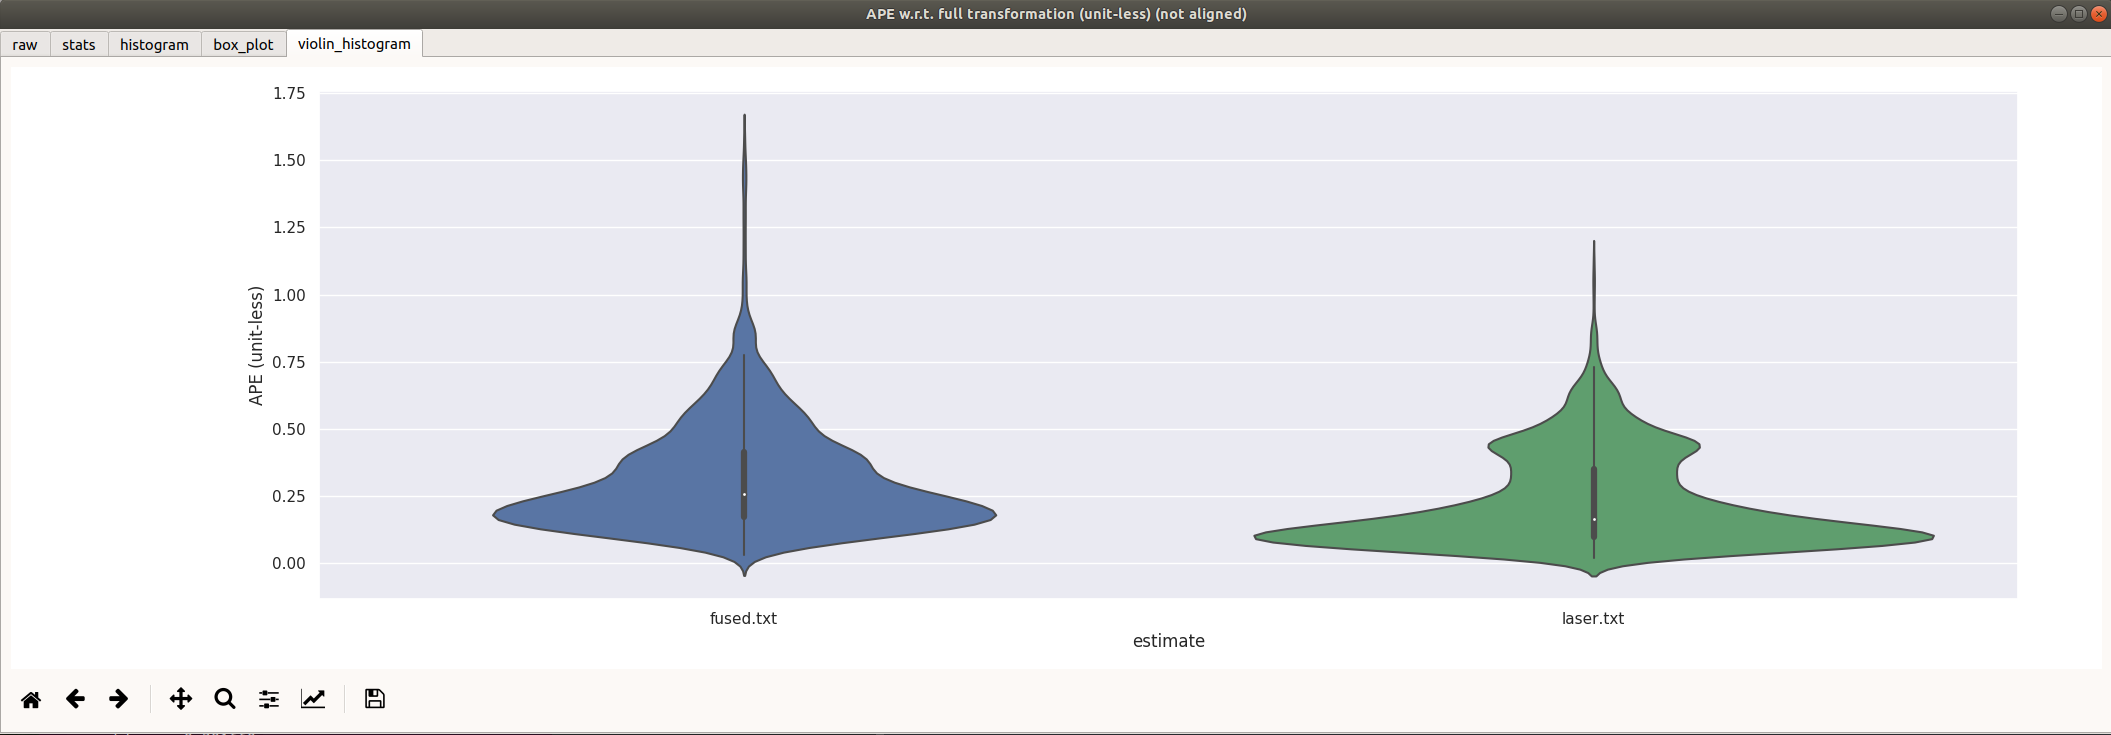 APE w.r.t. full transformation (unit-less) (not aligned)
raw stats histogram box_plot violin_histogram
1.75
1.50
1.25
1.00
0.75
0.50
0.25
0.00
APE (unit-less)
fused.txt laser.txt
estimate